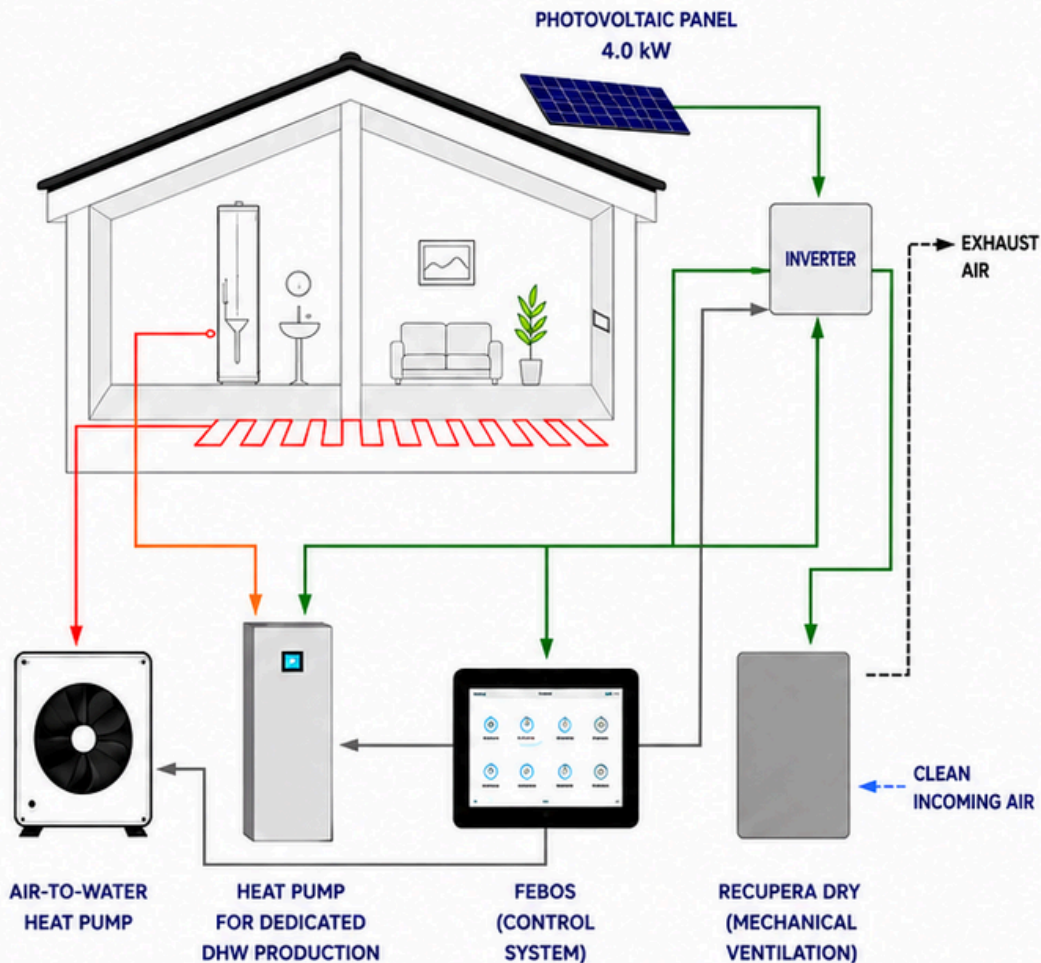 PHOTOVOLTAIC PANEL
4.0 kW
INVERTER
EXHAUST
AIR
CLEAN
INCOMING AIR
AIR-TO-WATER
HEAT PUMP
HEAT PUMP
FOR DEDICATED
DHW PRODUCTION
FEBOS
(CONTROL
SYSTEM)
RECUPERA DRY
(MECHANICAL
VENTILATION)